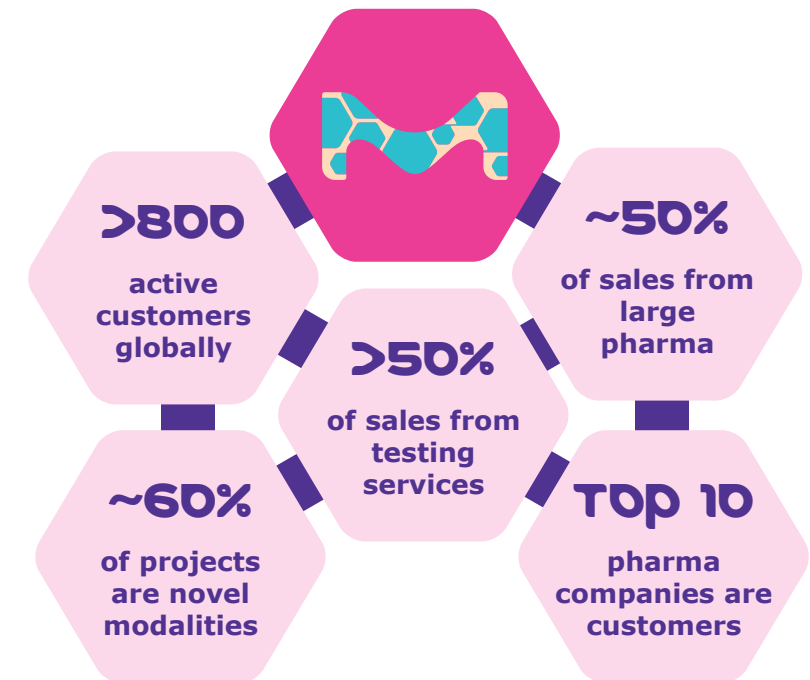 >800
active
customers
globally
~50%
of sales from
large
pharma
>50%
of sales from
testing
services
~60%
of projects
are novel
modalities
TOP 10
pharma
companies are
customers